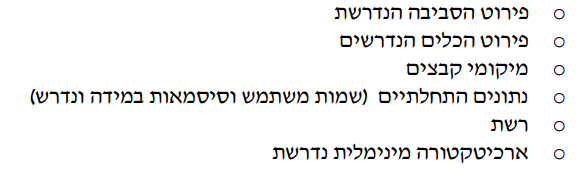 ○ פירוט הסביבה הנדרשת
○ פירוט הכלים הנדרשים
○ מיקומי קבצים
○ נתונים התחלתיים (שמות משתמש וסיסמאות במידה ונדרש)
○ רשת
○ ארכיטקטורה מינימלית נדרשת